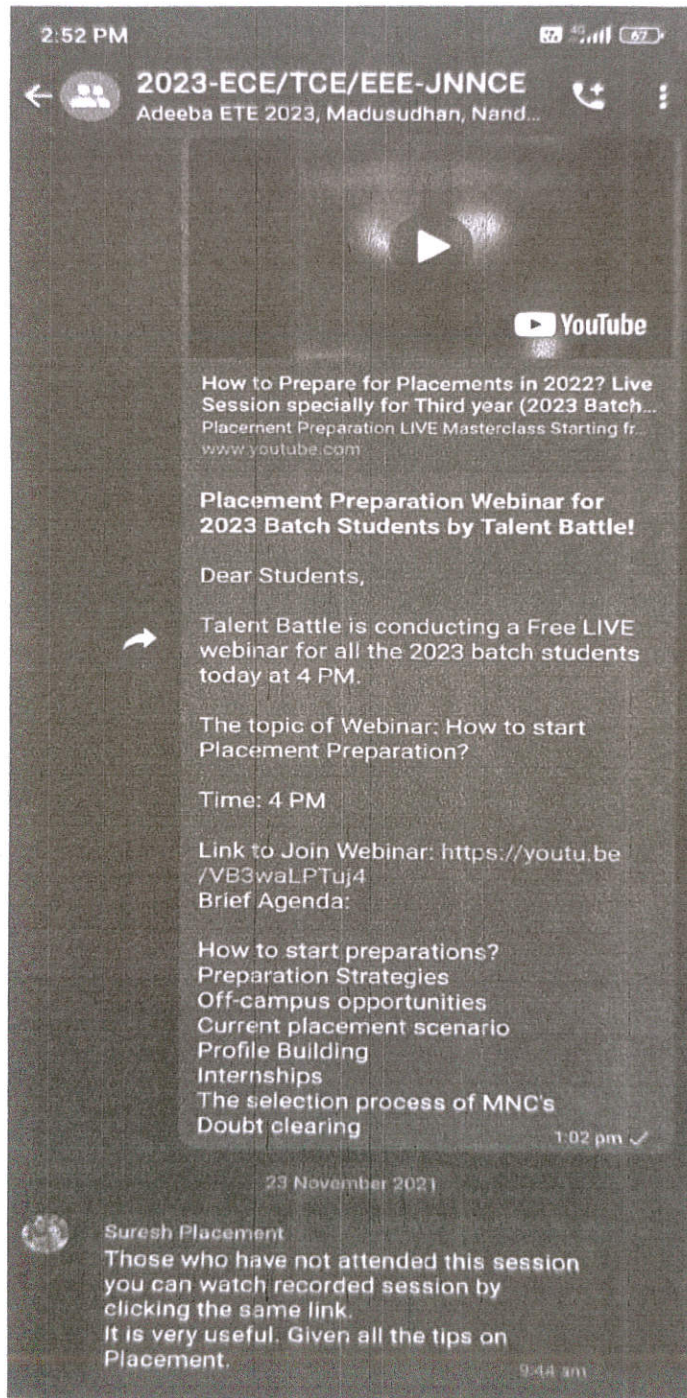 2:52 PM
4G
67
2023-ECE/TCE/EEE-JNNCE
Adeeba ETE 2023, Madusudhan, Nand...
YouTube
How to Prepare for Placements in 2022? Live
Session specially for Third year (2023 Batch...
Placement Preparation LIVE Masterclass Starting fr...
www.youtube.com
Placement Preparation Webinar for
2023 Batch Students by Talent Battle!
Dear Students,
Talent Battle is conducting a Free LIVE
webinar for all the 2023 batch students
today at 4 PM.
The topic of Webinar: How to start
Placement Preparation?
Time: 4 PM
Link to Join Webinar: https://youtu.be
/VB3waLPTuj4
Brief Agenda:
How to start preparations?
Preparation Strategies
Off-campus opportunities
Current placement scenario
Profile Building
Internships
The selection process of MNC's
Doubt clearing
1:02 pm
23 November 2021
Suresh Placement
Those who have not attended this session
you can watch recorded session by
clicking the same link.
It is very useful. Given all the tips on
Placement.
9:44 am